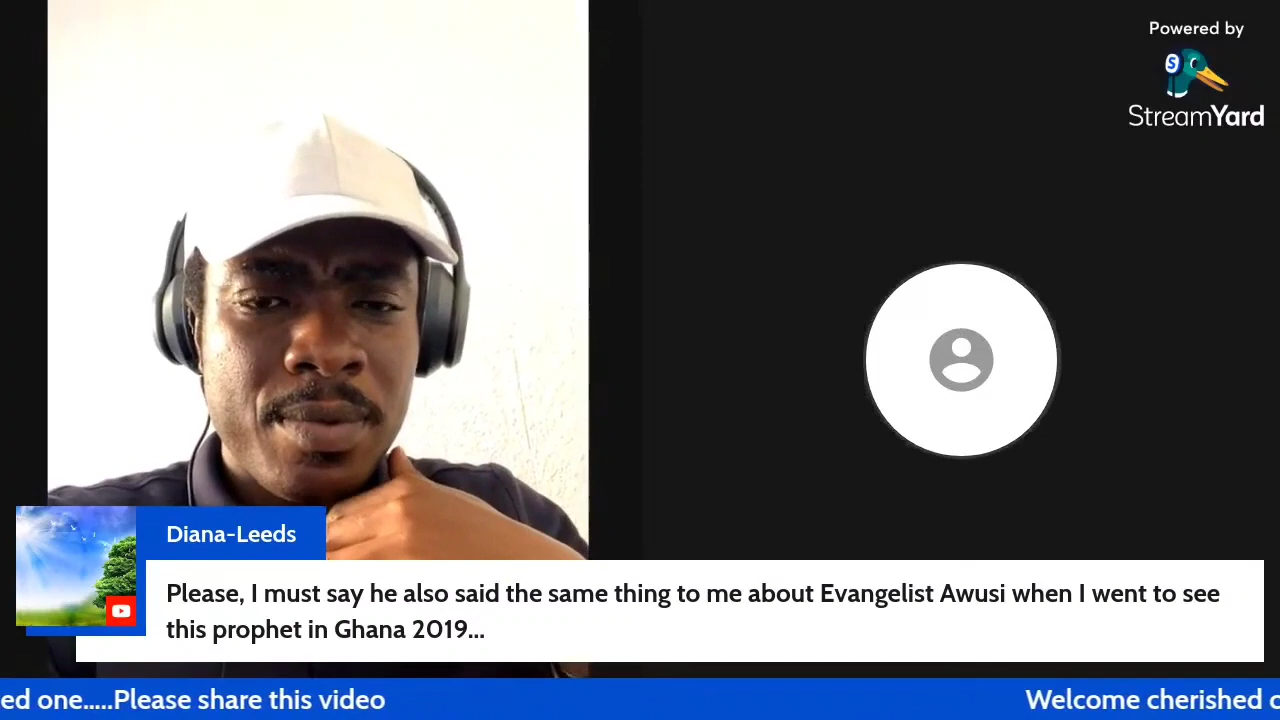 Powered by
S
StreamYard
Diana-Leeds
Please, I must say he also said the same thing to me about Evangelist Awusi when I went to see
this prophet in Ghana 2019...
ed one.....Please share this video
Welcome cherished o